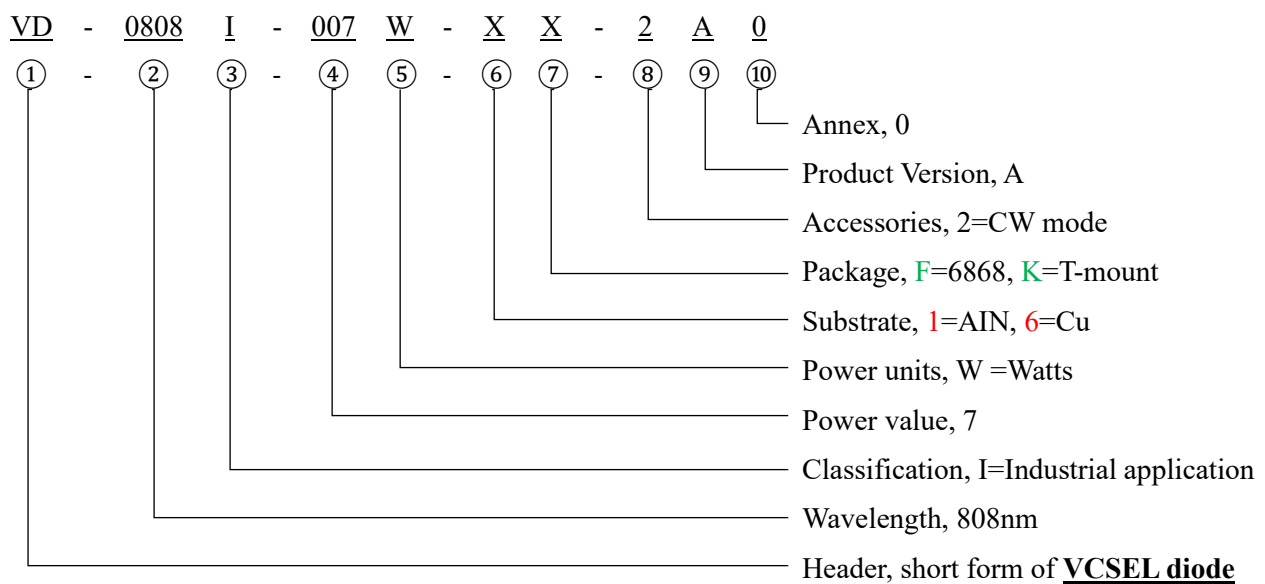 VD - 0808 I - 007 W - X X - 2 A 0
① - ② ③ - ④ ⑤ - ⑥ ⑦ - ⑧ ⑨ ⑩
Annex, 0
Product Version, A
Accessories, 2=CW mode
Package, F=6868, K=T-mount
Substrate, 1=AIN, 6=Cu
Power units, W =Watts
Power value, 7
Classification, I=Industrial application
Wavelength, 808nm
Header, short form of VCSEL diode